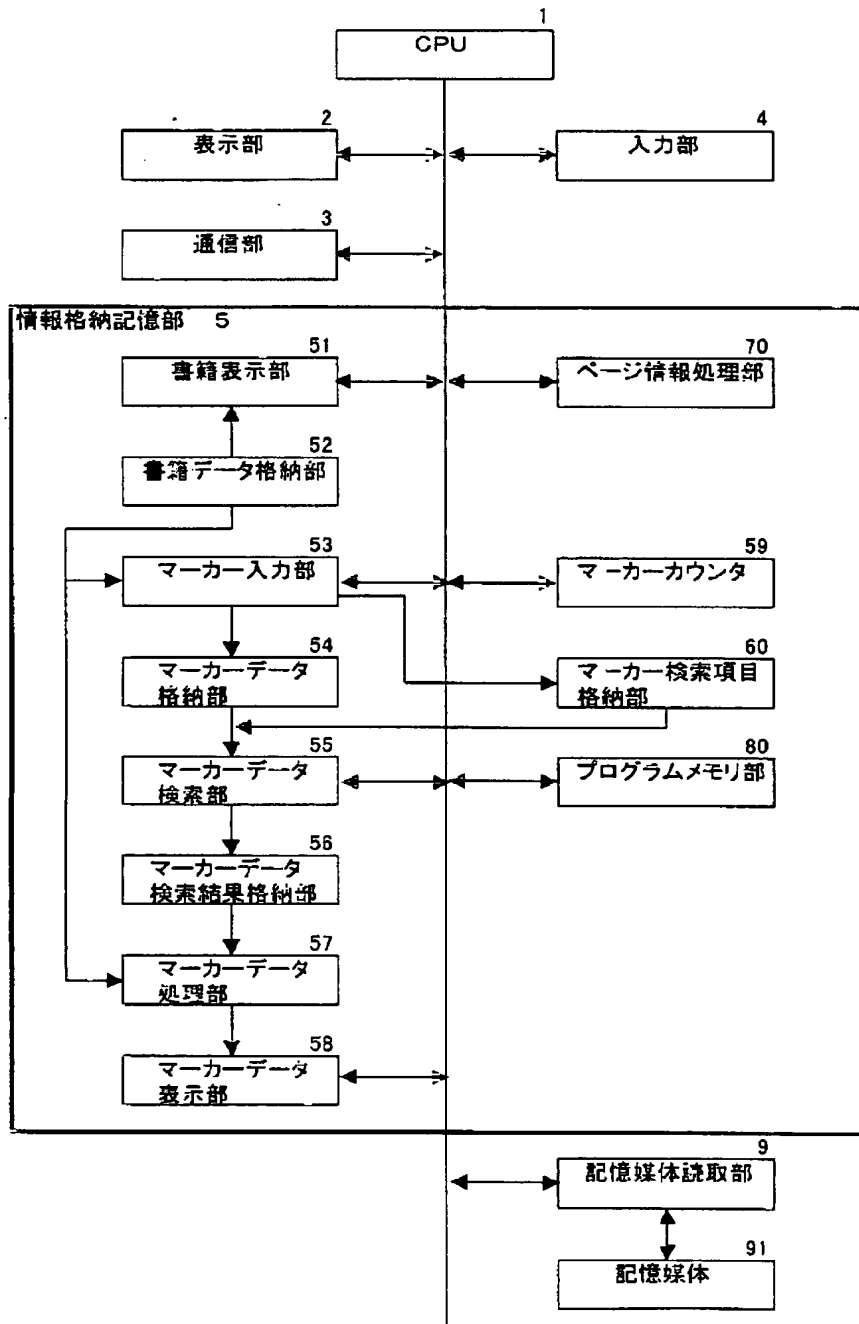 1
CPU
2
表示部
4
入力部
3
通信部
情報格納記憶部 5
51
書籍表示部
70
ページ情報処理部
52
書籍データ格納部
53
マーカー入力部
59
マーカーカウンタ
54
マーカーデータ
格納部
60
マーカー検索項目
格納部
55
マーカーデータ
検索部
80
プログラムメモリ部
56
マーカーデータ
検索結果格納部
57
マーカーデータ
処理部
58
マーカーデータ
表示部
9
記憶媒体読取部
91
記憶媒体